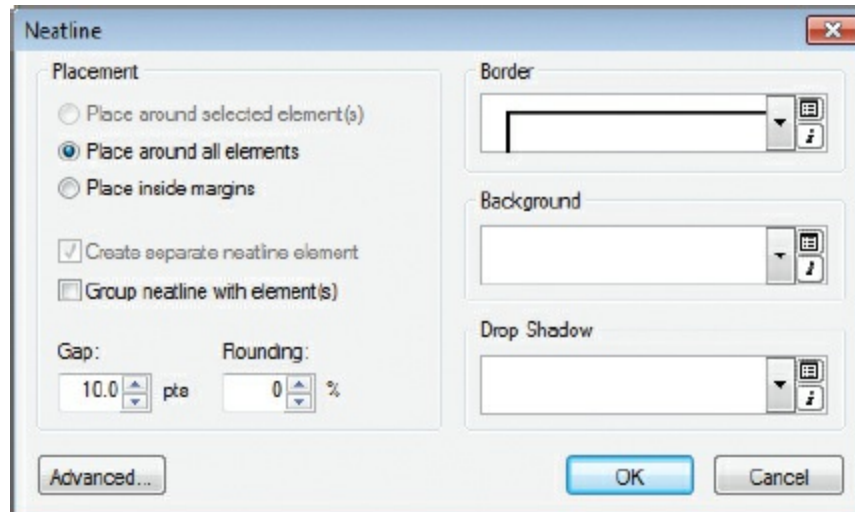 Neatline
Placement
Place around selected element(s)
Place around all elements
Place inside margins
Create separate neatline element
Group neatline with element(s)
Gap:
Rounding:
10.0 pts
0 %
Border
Background
Drop Shadow
Advanced...
OK
Cancel